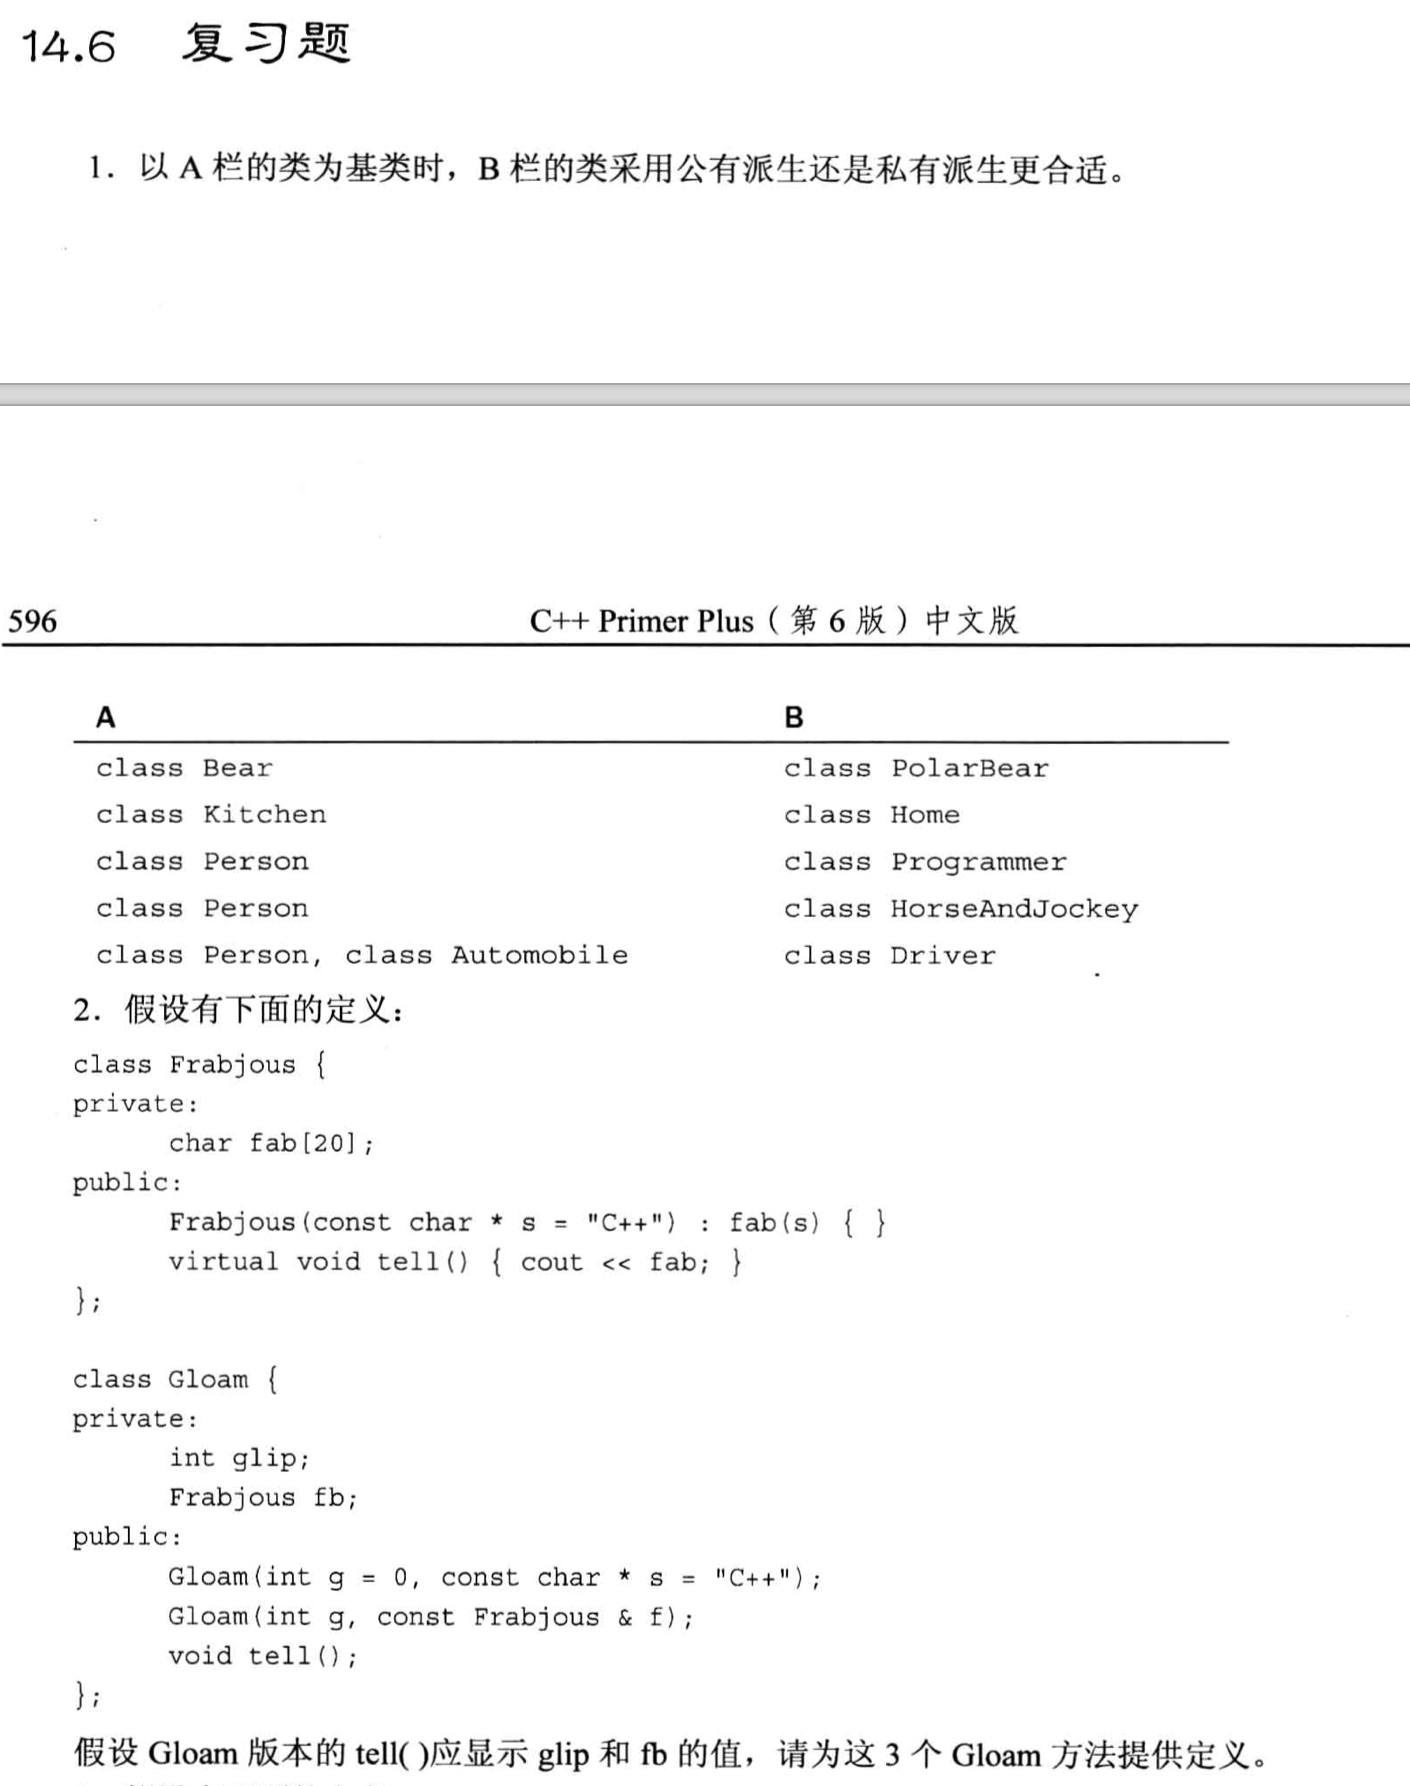 14.6 复习题
1. 以 A 栏的类为基类时，B 栏的类采用公有派生还是私有派生更合适。
596 C++ Primer Plus（第 6 版）中文版
A B
class Bear class PolarBear
class Kitchen class Home
class Person class Programmer
class Person class HorseAndJockey
class Person, class Automobile class Driver
2. 假设有下面的定义：
class Frabjous {
private:
char fab[20];
public:
Frabjous(const char * s = "C++") : fab(s) { }
virtual void tell() { cout << fab; }
};
class Gloam {
private:
int glip;
Frabjous fb;
public:
Gloam(int g = 0, const char * s = "C++");
Gloam(int g, const Frabjous & f);
void tell();
};
假设 Gloam 版本的 tell( )应显示 glip 和 fb 的值，请为这 3 个 Gloam 方法提供定义。